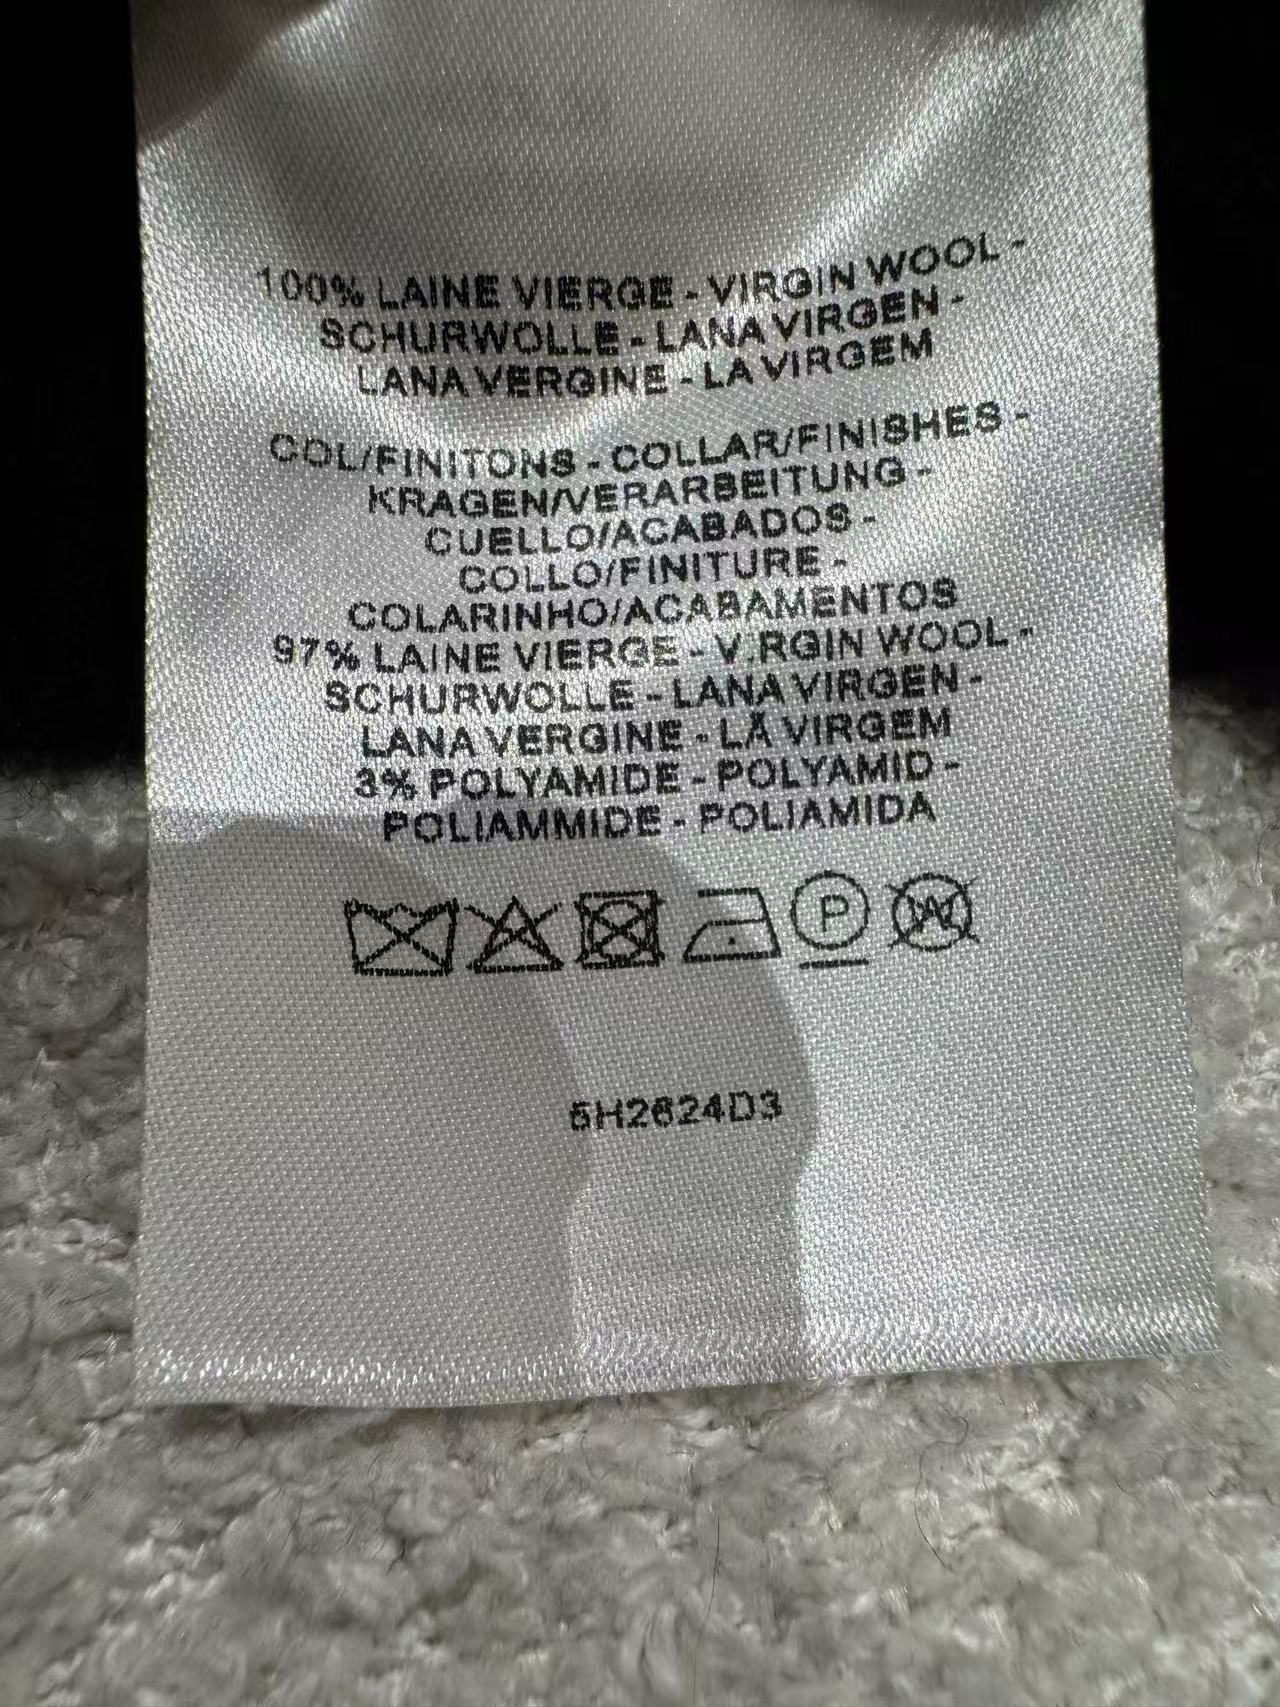 100% LAINE VIERGE - VIRGIN WOOL -
SCHURWOLLE - LANA VIRGEN -
LANA VERGINE - LA VIRGEM
COL/FINITONS - COLLAR/FINISHES -
KRAGEN/VERARBEITUNG -
CUELLO/ACABADOS -
COLLO/FINITURE -
COLARINHO/ACABAMENTOS
97% LAINE VIERGE - VIRGIN WOOL -
SCHURWOLLE - LANA VIRGEN -
LANA VERGINE - LÃ VIRGEM
3% POLYAMIDE - POLYAMID -
POLIAMMIDE - POLIAMIDA
P W
5H2624D3